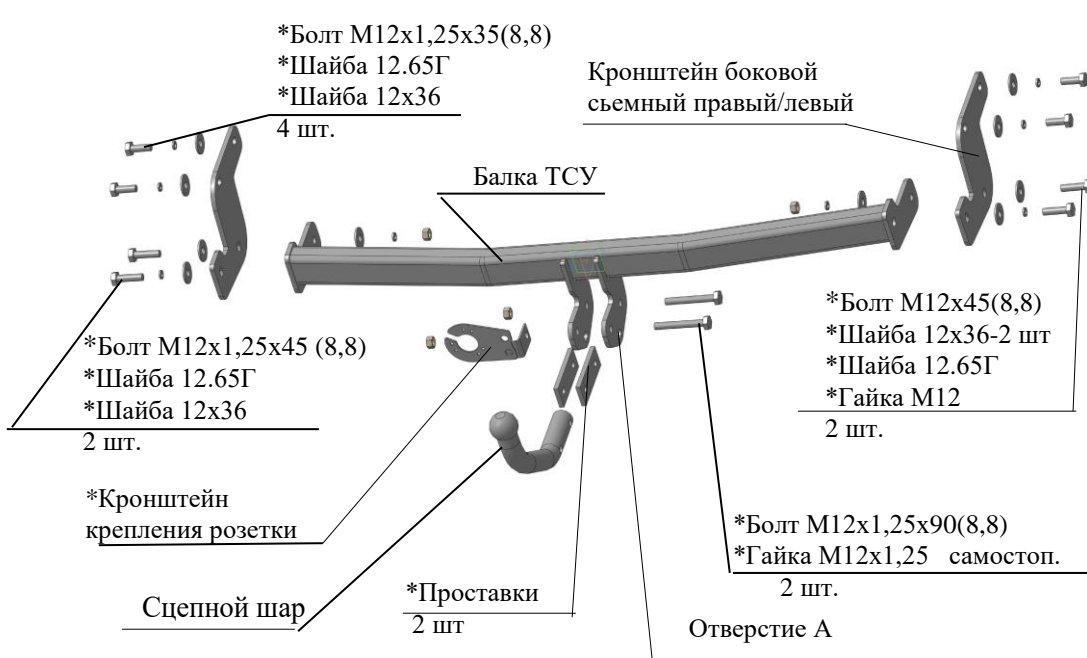 *Болт М12х1,25х35(8,8)
*Шайба 12.65Г
*Шайба 12х36
4 шт.
Кронштейн боковой
сьемный правый/левый
Балка ТСУ
*Болт М12х1,25х45 (8,8)
*Шайба 12.65Г
*Шайба 12х36
2 шт.
*Болт М12х45(8,8)
*Шайба 12х36-2 шт
*Шайба 12.65Г
*Гайка М12
2 шт.
*Кронштейн
крепления розетки
*Болт М12х1,25х90(8,8)
*Гайка М12х1,25 самостоп.
2 шт.
Сцепной шар
*Проставки
2 шт
Отверстие А